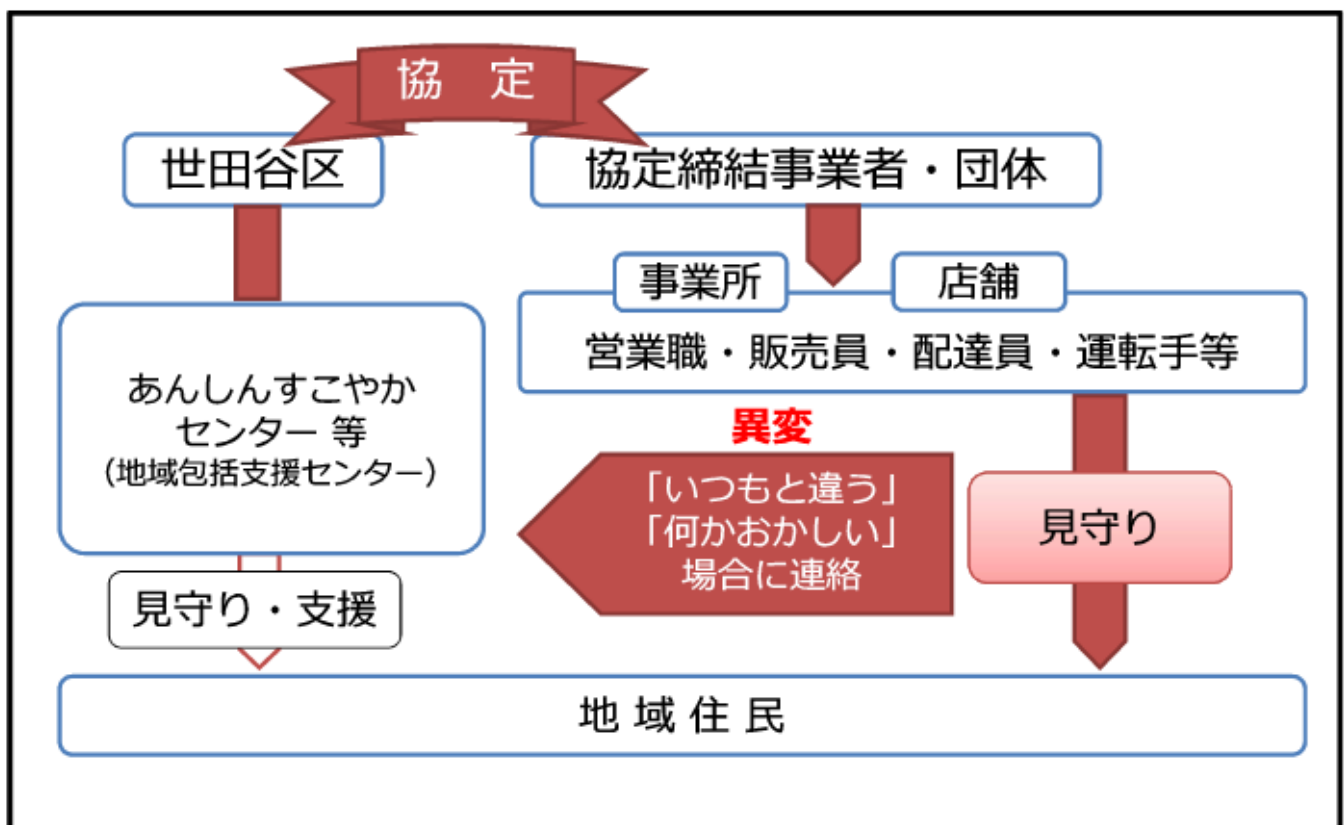 協　定
世田谷区
協定締結事業者・団体
事業所
店舗
営業職・販売員・配達員・運転手等
あんしんすこやか
センター 等
（地域包括支援センター）
異変
「いつもと違う」
「何かおかしい」
場合に連絡
見守り
見守り・支援
地 域 住 民